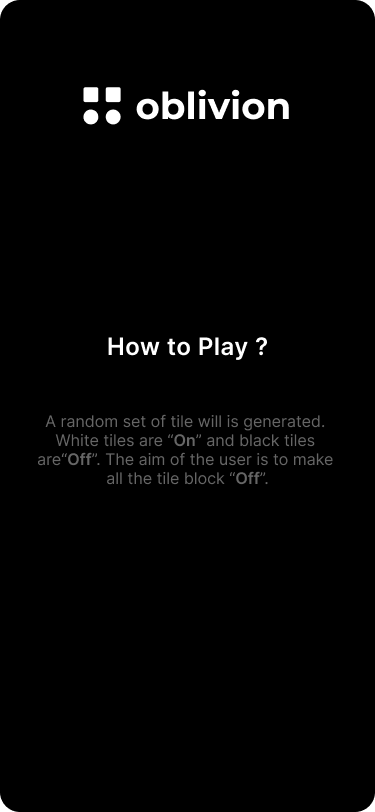 oblivion
How to Play ?
A random set of tile will is generated.
White tiles are “On” and black tiles
are“Off”. The aim of the user is to make
all the tile block “Off”.